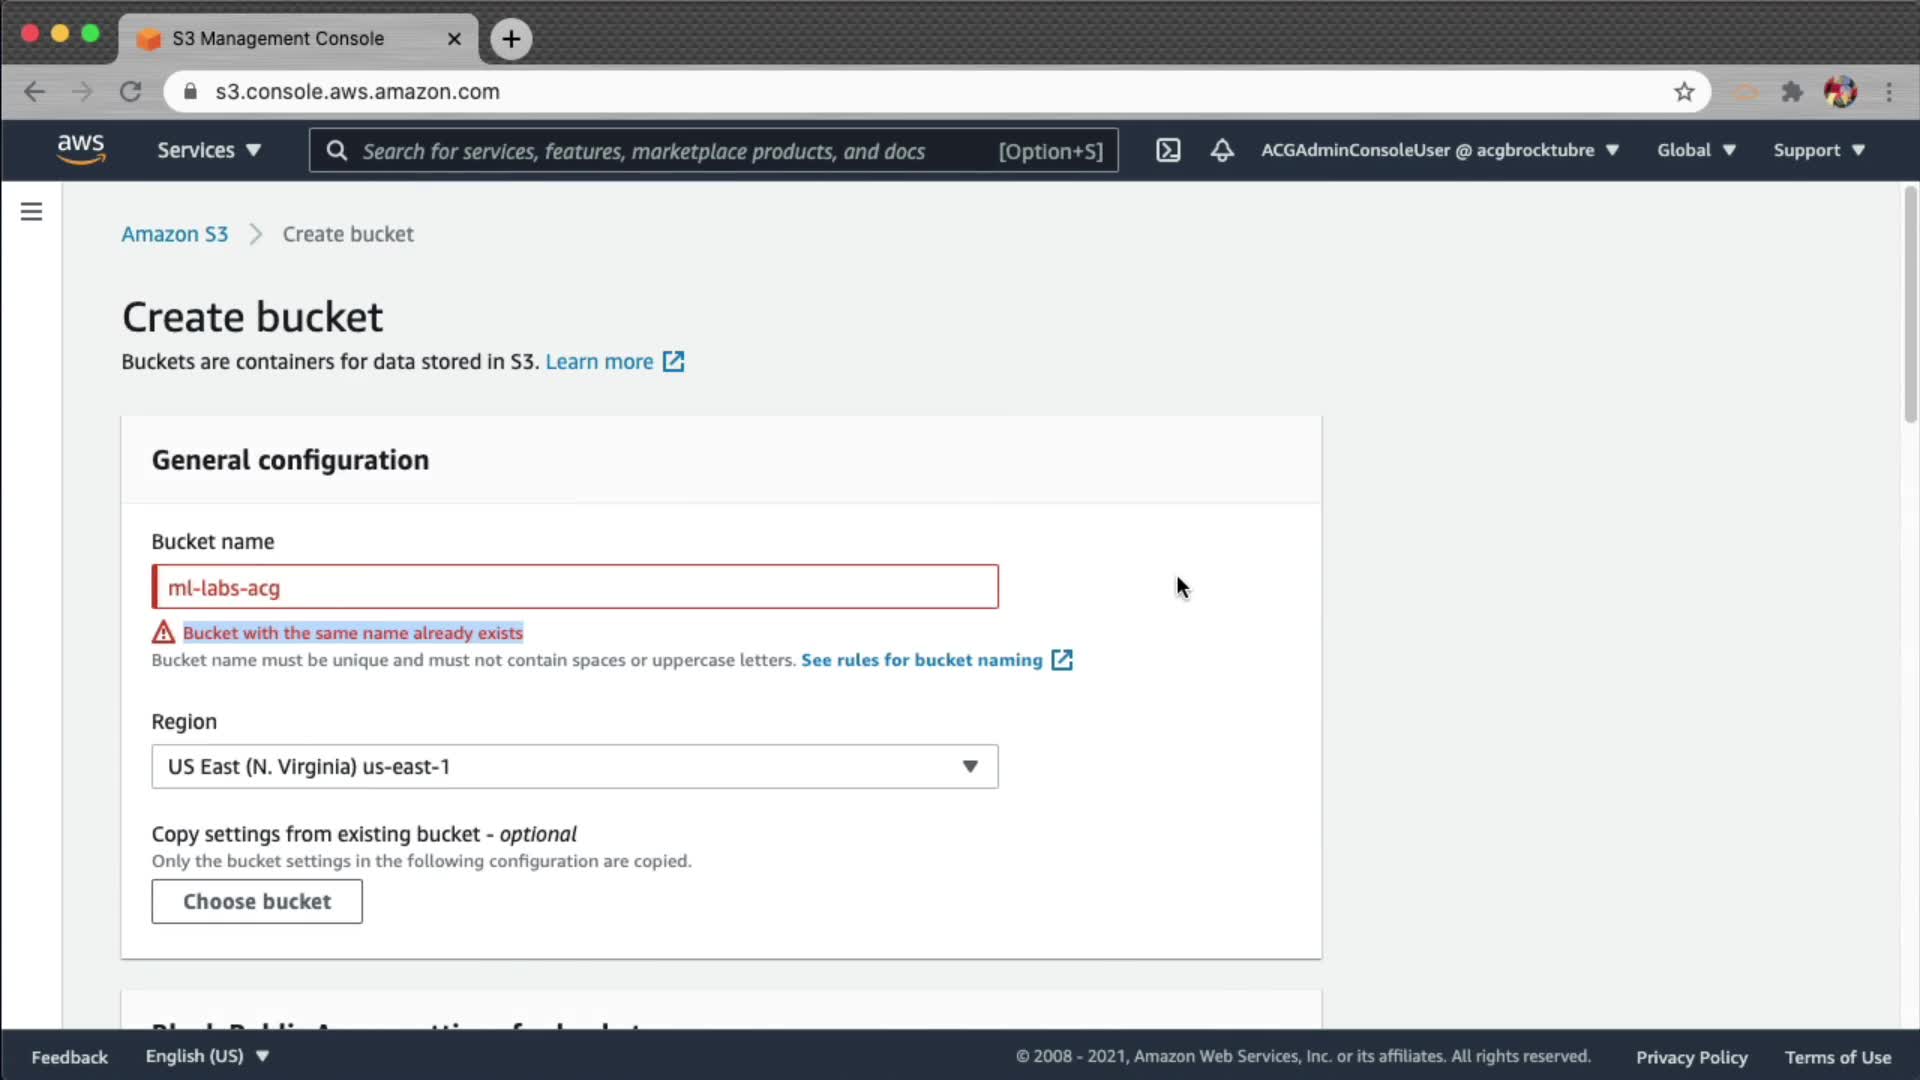 S3 Management Console
s3.console.aws.amazon.com
aws
Services
Search for services, features, marketplace products, and docs
[Option+S]
ACGAdminConsoleUser @ acgbrocktubre
Global
Support
Amazon S3
Create bucket
Create bucket
Buckets are containers for data stored in S3. Learn more
General configuration
Bucket name
ml-labs-acg
Bucket with the same name already exists
Bucket name must be unique and must not contain spaces or uppercase letters. See rules for bucket naming
Region
US East (N. Virginia) us-east-1
Copy settings from existing bucket - optional
Only the bucket settings in the following configuration are copied.
Choose bucket
Feedback
English (US)
© 2008 - 2021, Amazon Web Services, Inc. or its affiliates. All rights reserved.
Privacy Policy
Terms of Use